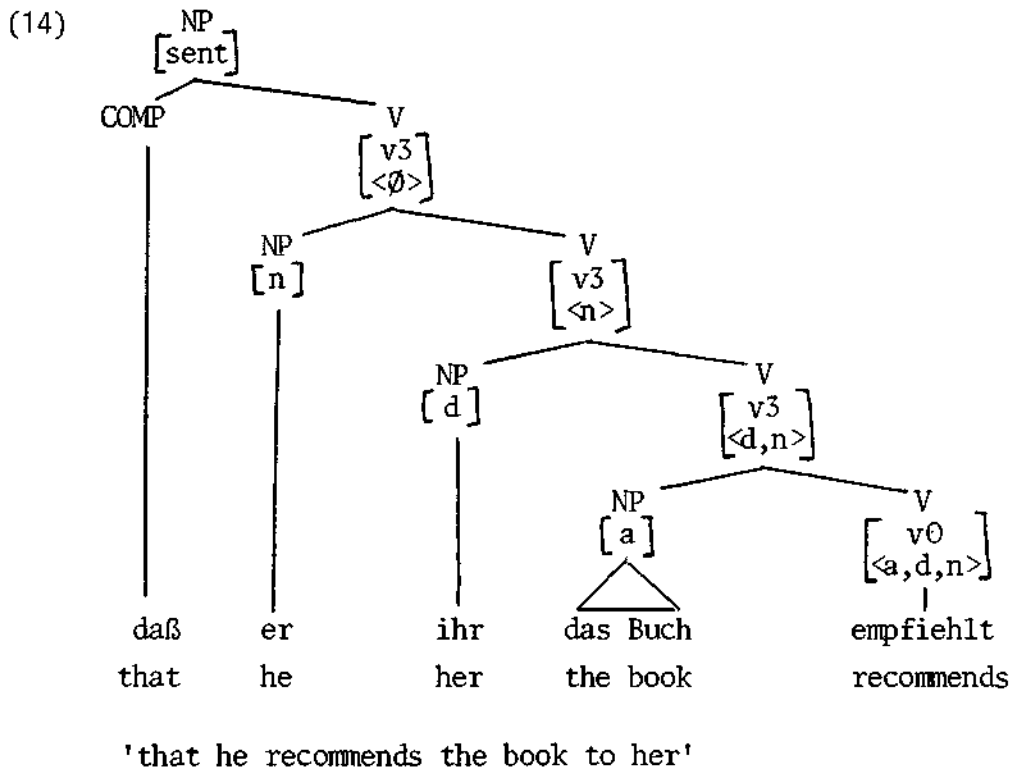 (14)
NP
[sent]
COMP V
[v3
<Ø>]
NP V
[n] [v3
<n>]
NP V
[d] [v3
<d,n>]
NP V
[a] [v0
<a,d,n>]
daß er ihr das Buch empfiehlt
that he her the book recommends
'that he recommends the book to her'